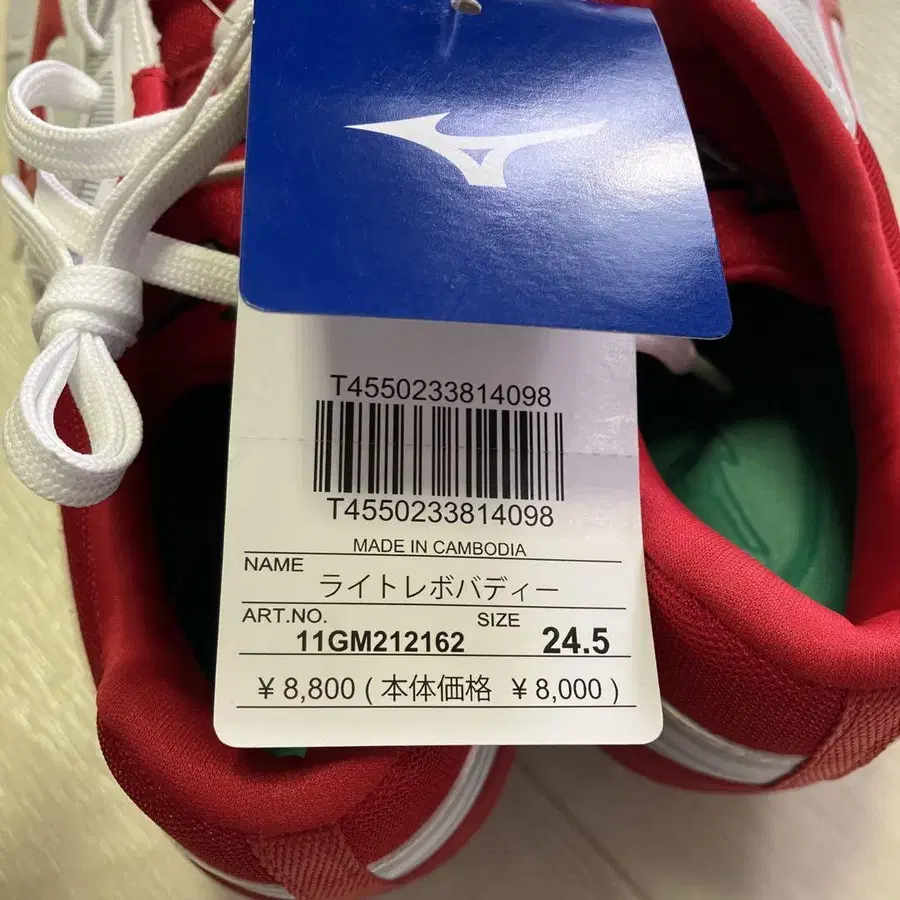 T4550233814098
T4550233814098
MADE IN CAMBODIA
NAME
ライトレボバディー
ART.NO.
11GM212162
SIZE
24.5
¥8,800 ( 本体価格 ¥8,000 )